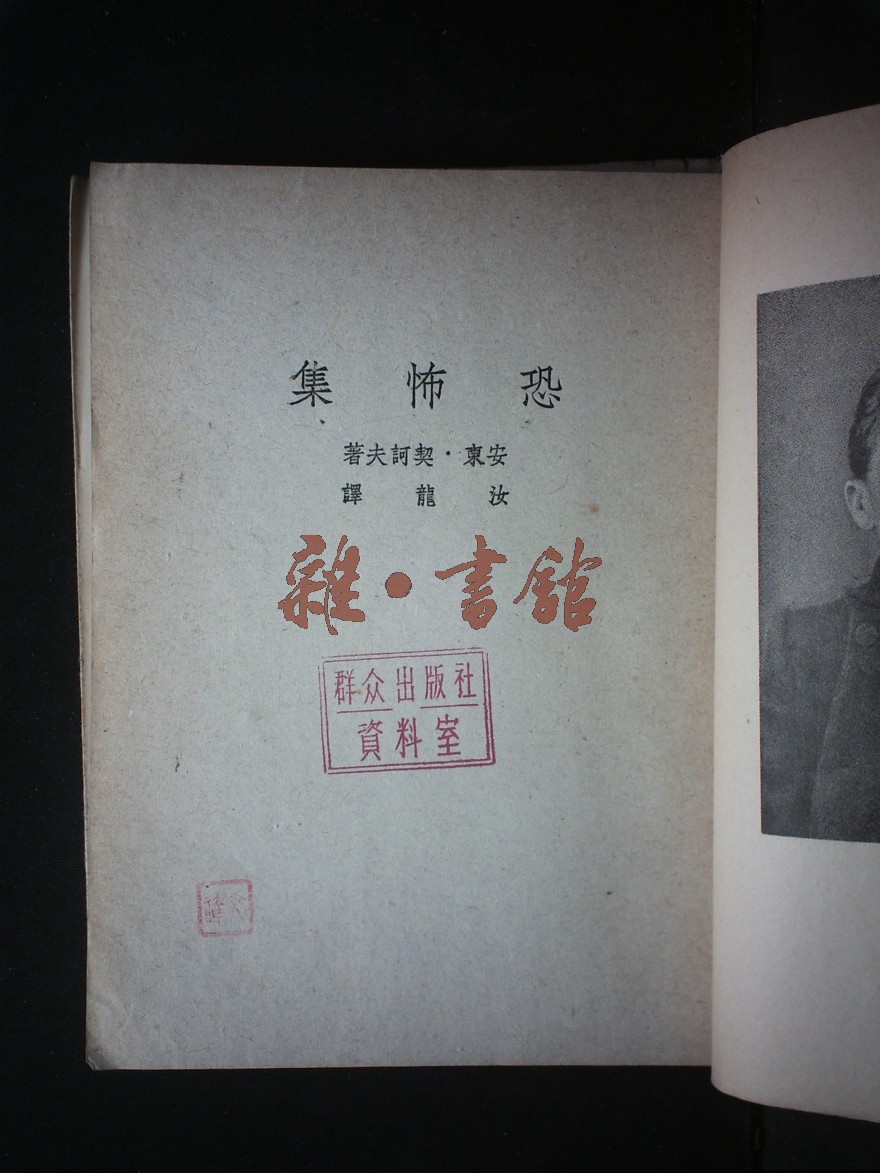 恐怖集
安東·契訶夫著
汝龍譯
雜·書館
群众出版社
資料室